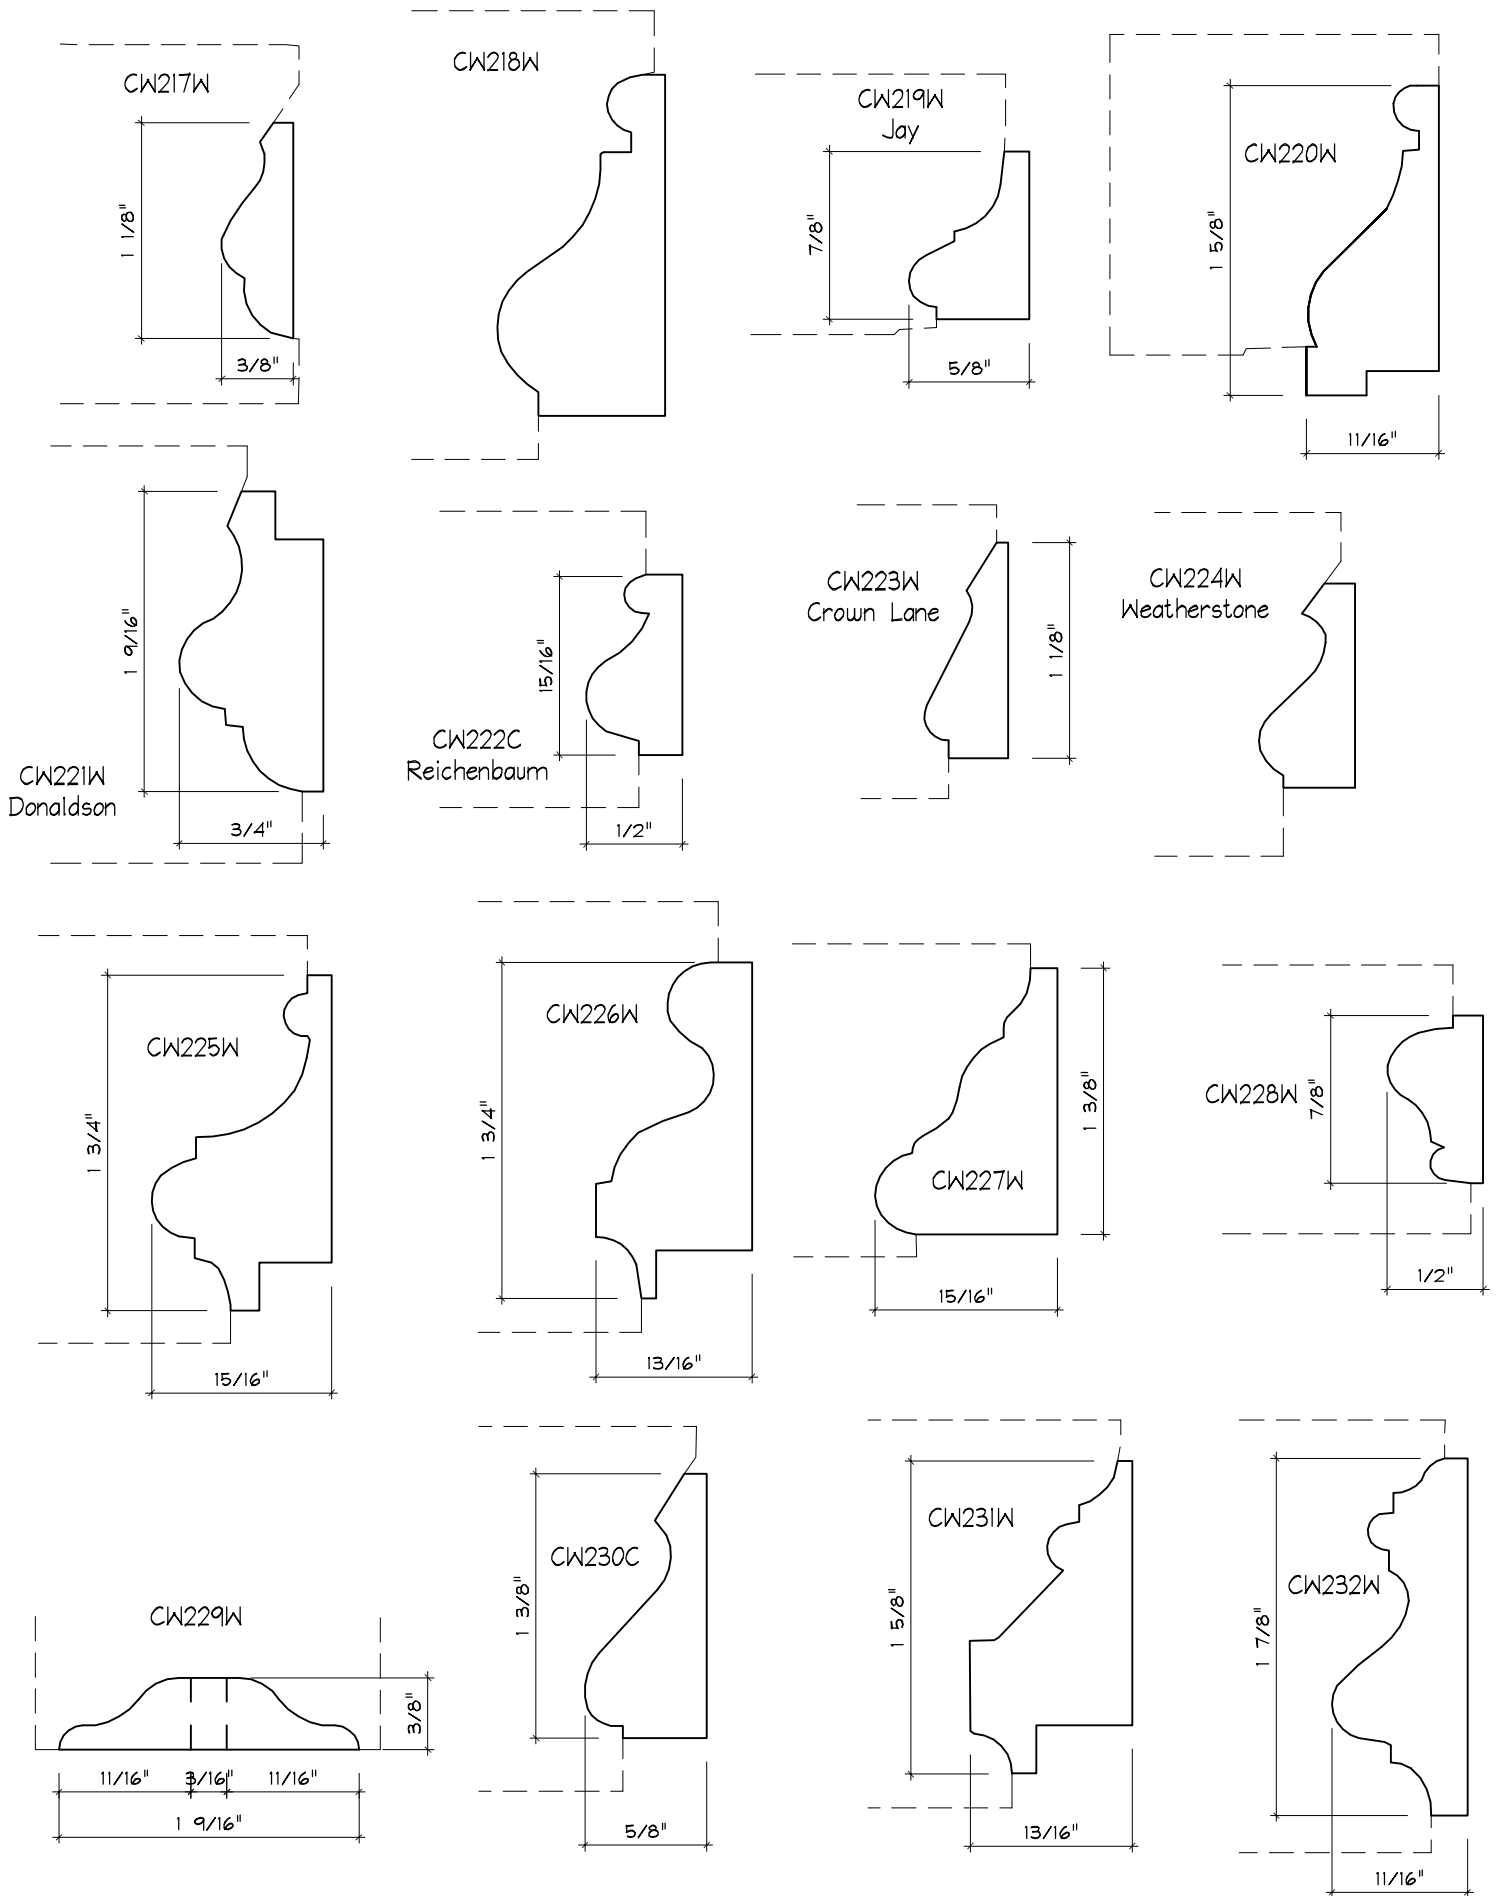 CW217W
1 1/8"
3/8"
CW218W
CW219W
Jay
7/8"
5/8"
CW220W
1 5/8"
11/16"
1 9/16"
CW221W
Donaldson
3/4"
15/16"
CW222C
Reichenbaum
1/2"
CW223W
Crown Lane
1 1/8"
CW224W
Weatherstone
CW225W
1 3/4"
15/16"
CW226W
1 3/4"
13/16"
CW227W
1 3/8"
15/16"
CW228W
7/8"
1/2"
CW229W
3/8"
11/16" 3/16" 11/16"
1 9/16"
CW230C
1 3/8"
5/8"
CW231W
1 5/8"
13/16"
CW232W
1 7/8"
11/16"